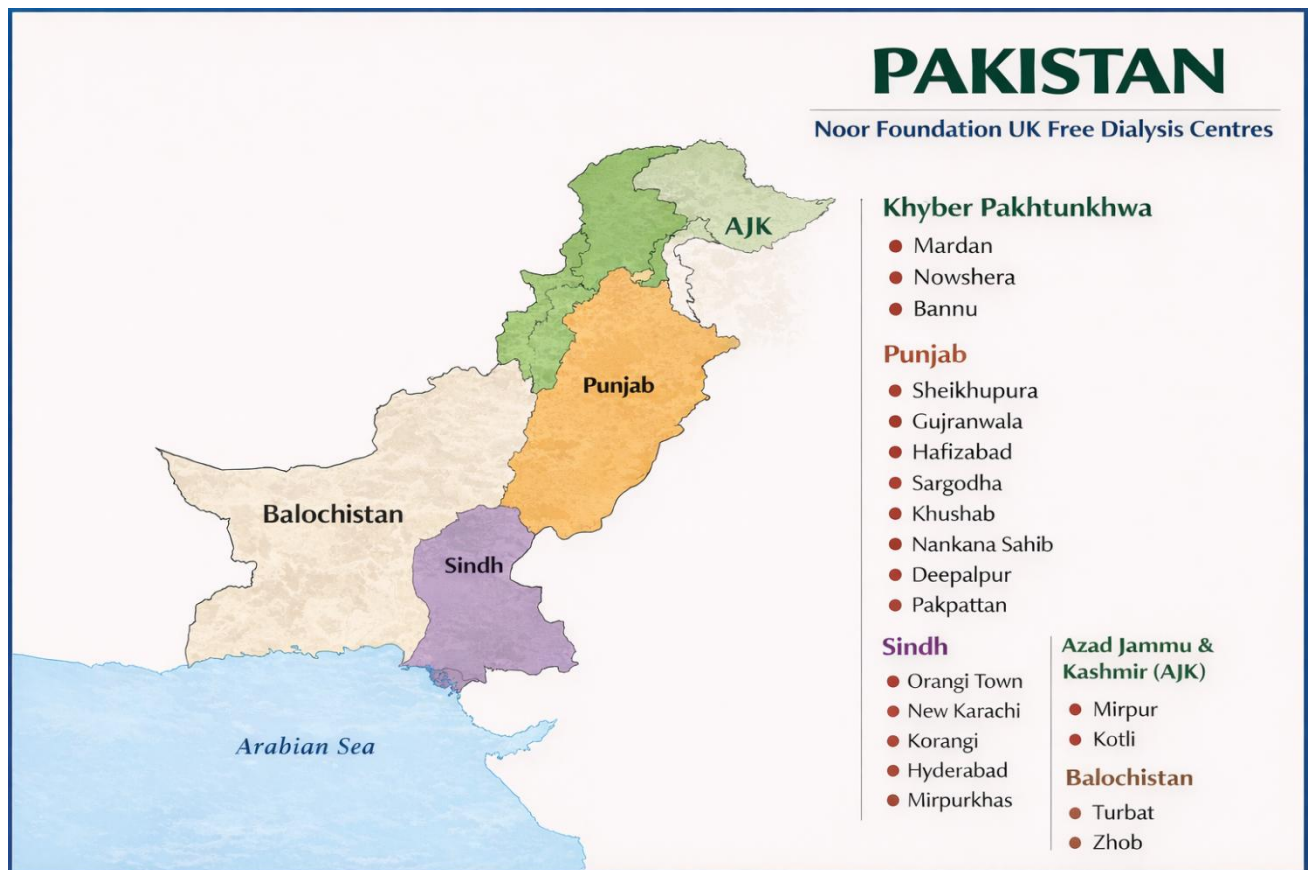 PAKISTAN
Noor Foundation UK Free Dialysis Centres
AJK
Punjab
Balochistan
Sindh
Arabian Sea
Khyber Pakhtunkhwa
Mardan
Nowshera
Bannu
Punjab
Sheikhupura
Gujranwala
Hafizabad
Sargodha
Khushab
Nankana Sahib
Deepalpur
Pakpattan
Sindh
Orangi Town
New Karachi
Korangi
Hyderabad
Mirpurkhas
Azad Jammu &
Kashmir (AJK)
Mirpur
Kotli
Balochistan
Turbat
Zhob